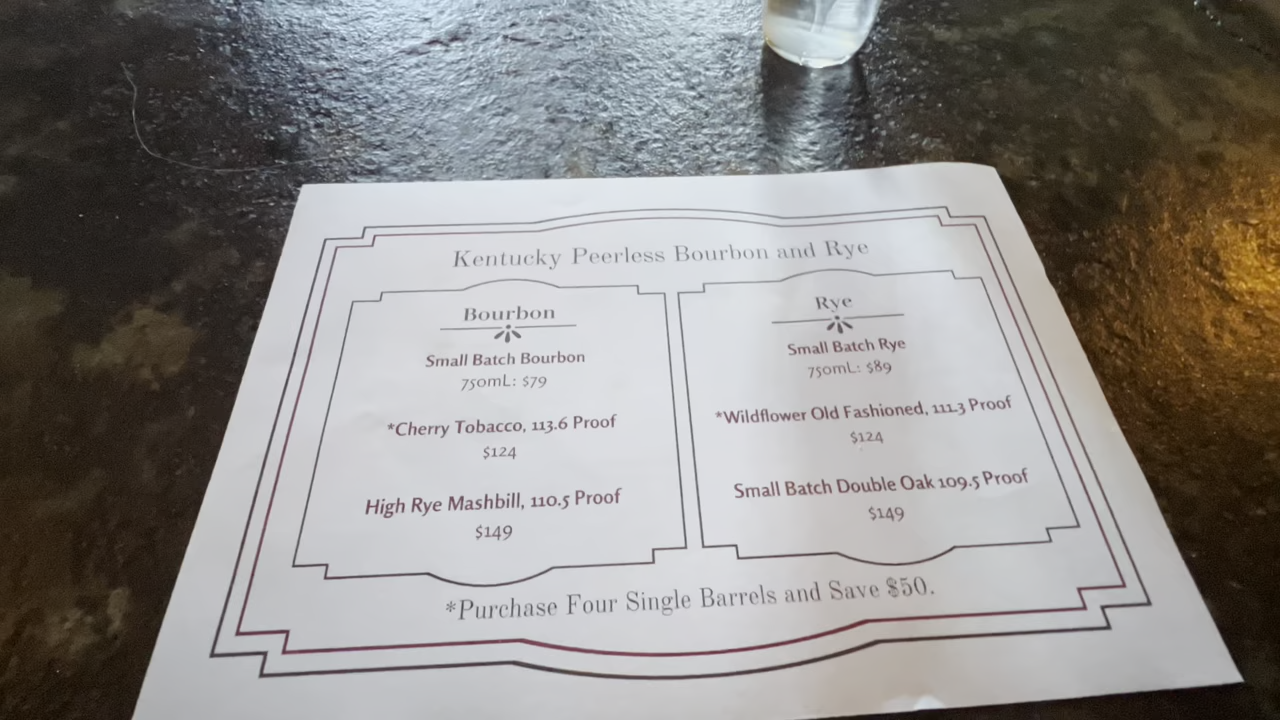 Kentucky Peerless Bourbon and Rye
Bourbon
Small Batch Bourbon
750mL: $79
*Cherry Tobacco, 113.6 Proof
$124
High Rye Mashbill, 110.5 Proof
$149
Rye
Small Batch Rye
750mL: $89
*Wildflower Old Fashioned, 111.3 Proof
$124
Small Batch Double Oak 109.5 Proof
$149
*Purchase Four Single Barrels and Save $50.